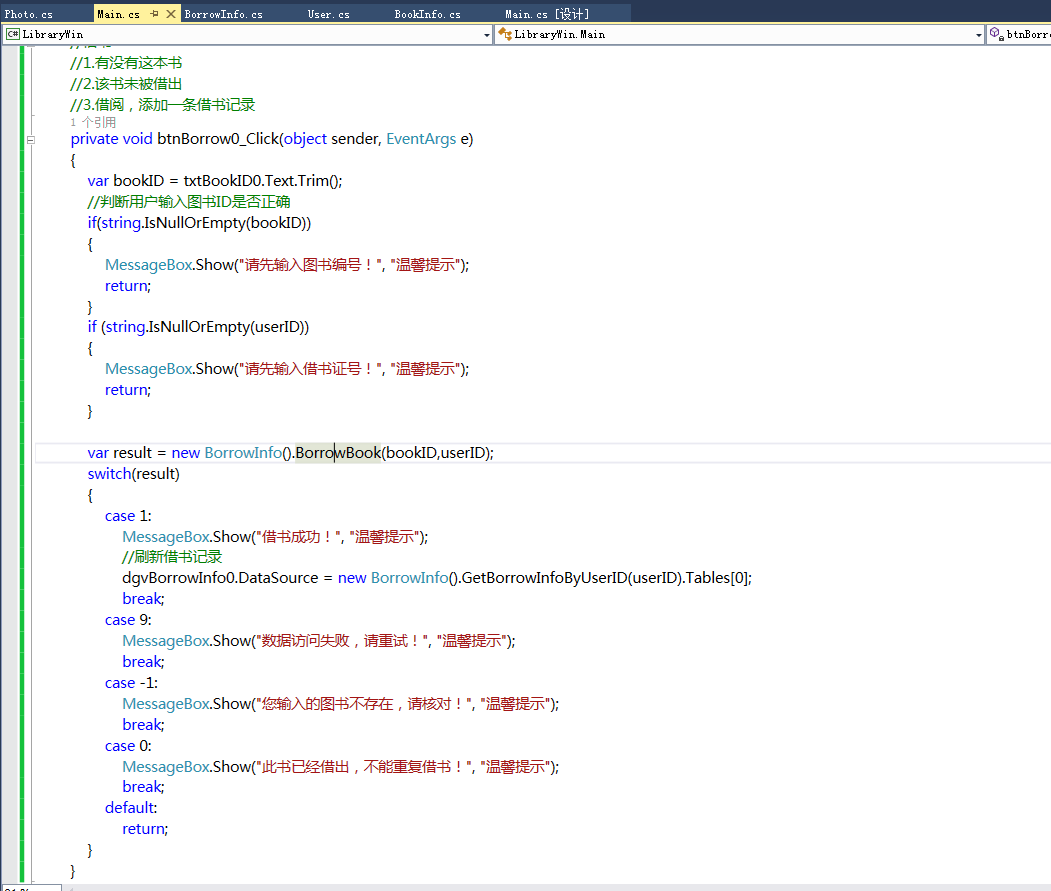 Photo.cs Main.cs BorrowInfo.cs User.cs BookInfo.cs Main.cs [设计]
C# LibraryWin LibraryWin.Main btnBorr
//1.有没有这本书
//2.该书未被借出
//3.借阅，添加一条借书记录
1 个引用
private void btnBorrow0_Click(object sender, EventArgs e)
{
var bookID = txtBookID0.Text.Trim();
//判断用户输入图书ID是否正确
if(string.IsNullOrEmpty(bookID))
{
MessageBox.Show("请先输入图书编号！", "温馨提示");
return;
}
if (string.IsNullOrEmpty(userID))
{
MessageBox.Show("请先输入借书证号！", "温馨提示");
return;
}
var result = new BorrowInfo().BorrowBook(bookID,userID);
switch(result)
{
case 1:
MessageBox.Show("借书成功！", "温馨提示");
//刷新借书记录
dgvBorrowInfo0.DataSource = new BorrowInfo().GetBorrowInfoByUserID(userID).Tables[0];
break;
case 9:
MessageBox.Show("数据访问失败，请重试！", "温馨提示");
break;
case -1:
MessageBox.Show("您输入的图书不存在，请核对！", "温馨提示");
break;
case 0:
MessageBox.Show("此书已经借出，不能重复借书！", "温馨提示");
break;
default:
return;
}
}